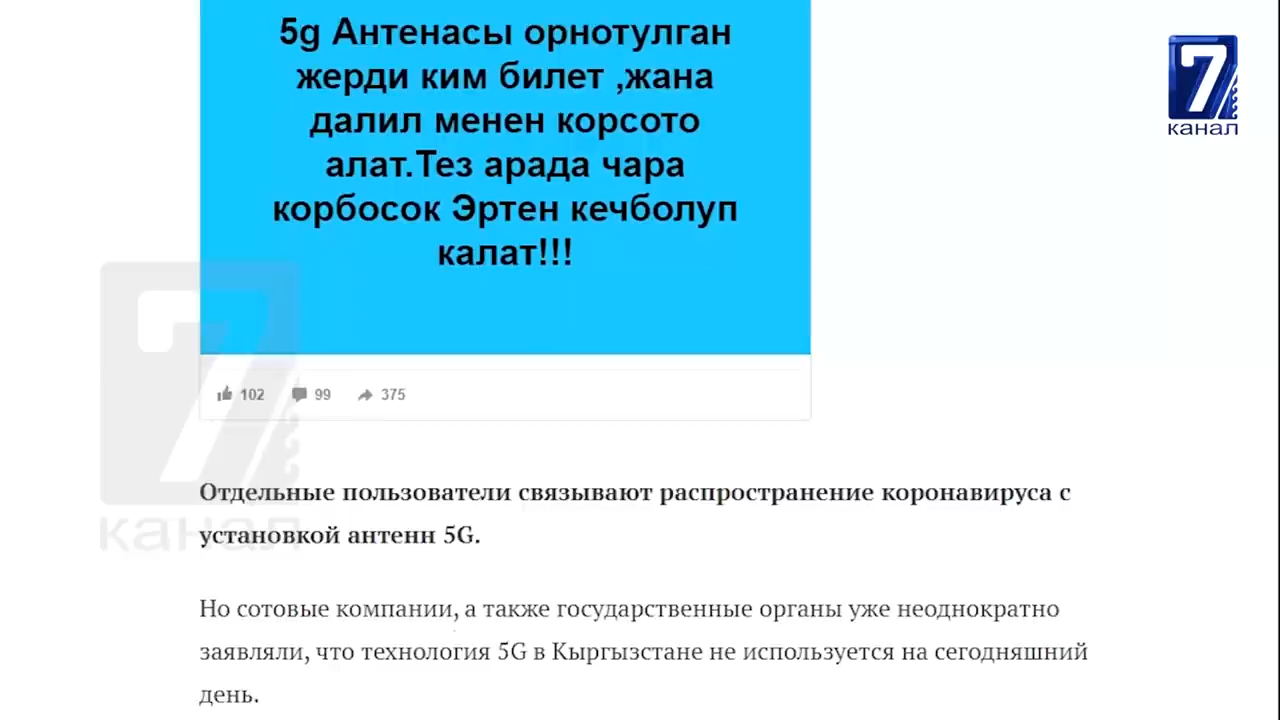 5g Антенасы орнотулган
жерди ким билет ,жана
далил менен корсото
алат.Тез арада чара
корбосок Эртен кечболуп
калат!!!
7
канал
7
канал
102 99 375
Отдельные пользователи связывают распространение коронавируса с
установкой антенн 5G.
Но сотовые компании, а также государственные органы уже неоднократно
заявляли, что технология 5G в Кыргызстане не используется на сегодняшний
день.